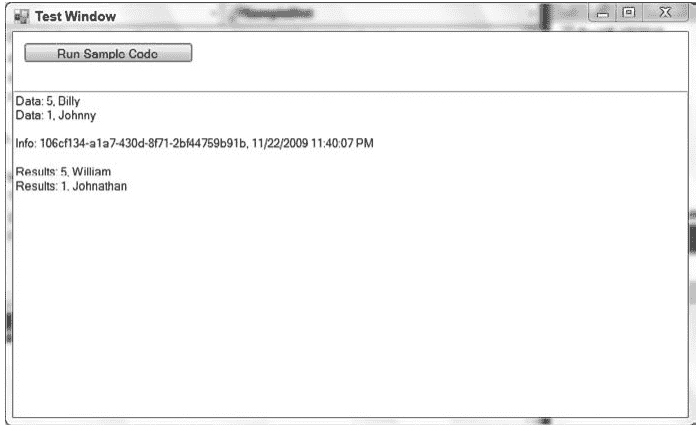 Test Window
Run Sample Code
Data: 5, Billy
Data: 1, Johnny
Info: 106cf134-a1a7-430d-8f71-2bf44759b91b, 11/22/2009 11:40:07 PM
Results: 5, William
Results: 1, Johnathan